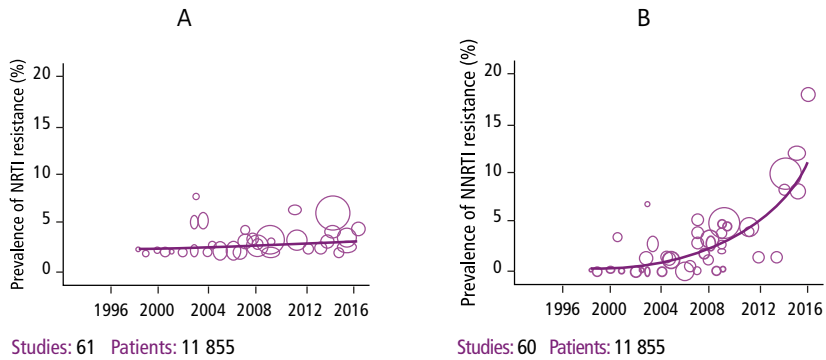 A
Prevalence of NRTI resistance (%)
20
15
10
5
0
1996 2000 2004 2008 2012 2016
Studies: 61 Patients: 11 855
B
Prevalence of NNRTI resistance (%)
20
15
10
5
0
1996 2000 2004 2008 2012 2016
Studies: 60 Patients: 11 855